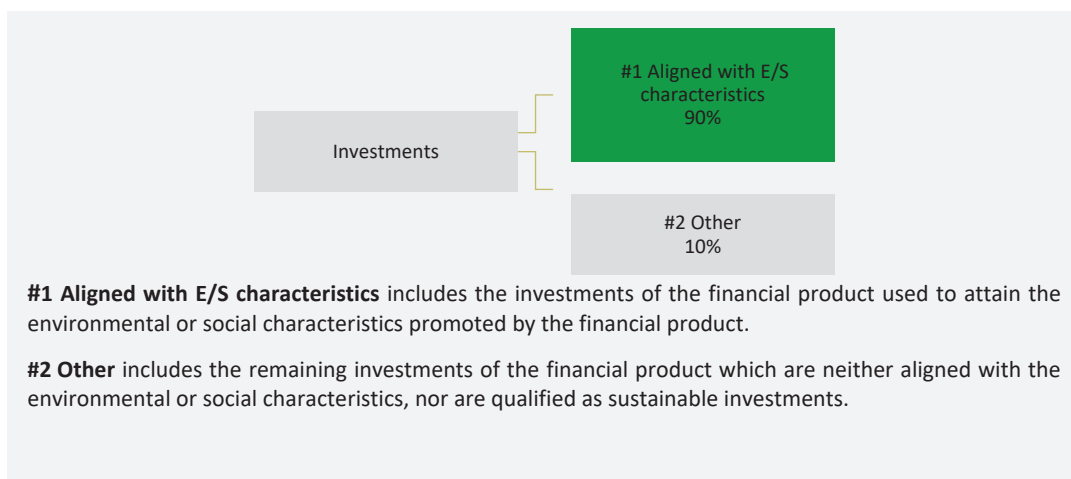 #1 Aligned with E/S
characteristics
90%
Investments
#2 Other
10%
#1 Aligned with E/S characteristics includes the investments of the financial product used to attain the
environmental or social characteristics promoted by the financial product.
#2 Other includes the remaining investments of the financial product which are neither aligned with the
environmental or social characteristics, nor are qualified as sustainable investments.